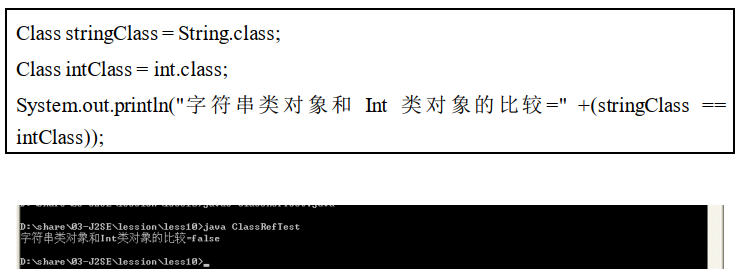 Class stringClass = String.class;
Class intClass = int.class;
System.out.println("字符串类对象和 Int 类对象的比较=" +(stringClass ==
intClass));
D:\share\03-J2SE\lession\less10>java ClassRefTest
字符串类对象和Int类对象的比较=false
D:\share\03-J2SE\lession\less10>